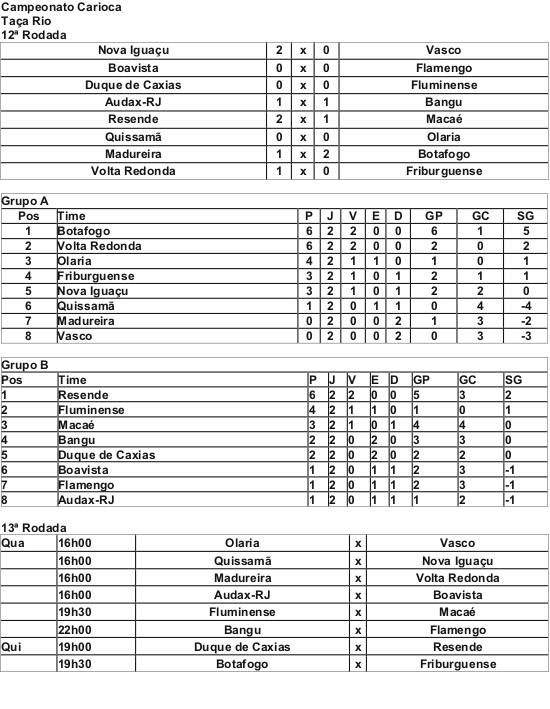 Campeonato Carioca
Taça Rio
12ª Rodada
Nova Iguaçu 2 x 0 Vasco
Boavista 0 x 0 Flamengo
Duque de Caxias 0 x 0 Fluminense
Audax-RJ 1 x 1 Bangu
Resende 2 x 1 Macaé
Quissamã 0 x 0 Olaria
Madureira 1 x 2 Botafogo
Volta Redonda 1 x 0 Friburguense
Grupo A
Pos Time P J V E D GP GC SG
1 Botafogo 6 2 2 0 0 6 1 5
2 Volta Redonda 6 2 2 0 0 2 0 2
3 Olaria 4 2 1 1 0 1 0 1
4 Friburguense 3 2 1 0 1 2 1 1
5 Nova Iguaçu 3 2 1 0 1 2 2 0
6 Quissamã 1 2 0 1 1 0 4 -4
7 Madureira 0 2 0 0 2 1 3 -2
8 Vasco 0 2 0 0 2 0 3 -3
Grupo B
Pos Time P J V E D GP GC SG
1 Resende 6 2 2 0 0 5 3 2
2 Fluminense 4 2 1 1 0 1 0 1
3 Macaé 3 2 1 0 1 4 4 0
4 Bangu 2 2 0 2 0 3 3 0
5 Duque de Caxias 2 2 0 2 0 2 2 0
6 Boavista 1 2 0 1 1 2 3 -1
7 Flamengo 1 2 0 1 1 2 3 -1
8 Audax-RJ 1 2 0 1 1 1 2 -1
13ª Rodada
Qua 16h00 Olaria x Vasco
16h00 Quissamã x Nova Iguaçu
16h00 Madureira x Volta Redonda
16h00 Audax-RJ x Boavista
19h30 Fluminense x Macaé
22h00 Bangu x Flamengo
Qui 19h00 Duque de Caxias x Resende
19h30 Botafogo x Friburguense